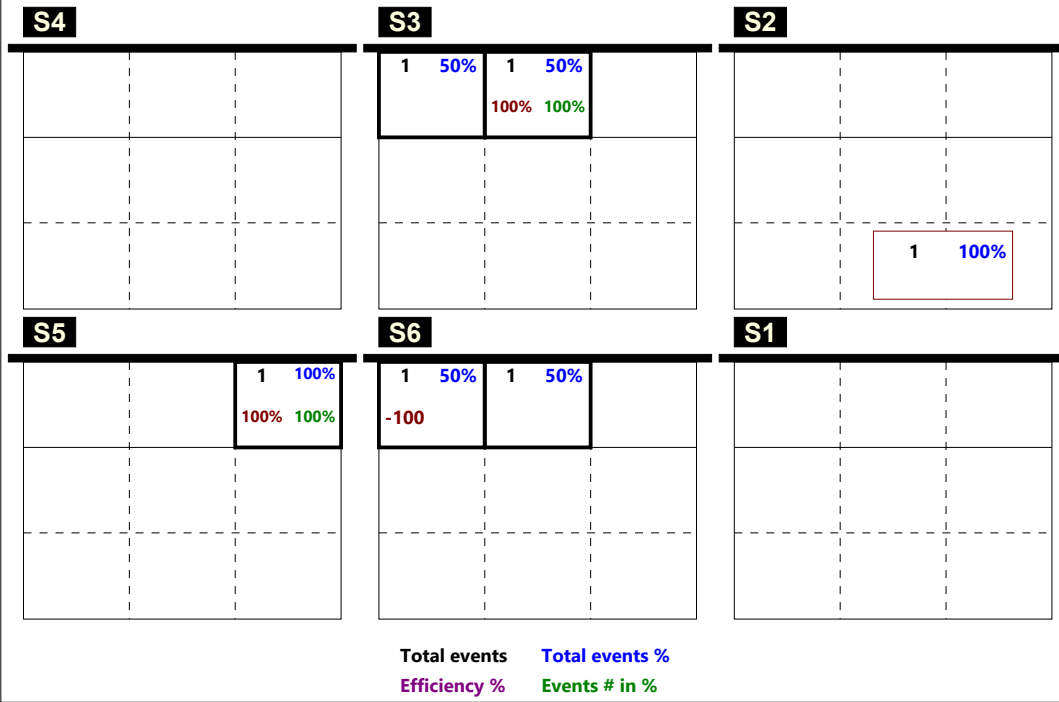 S4
S3
S2
1 50% 1 50%
100% 100%
1 100%
S5
S6
S1
1 100%
100% 100%
1 50% 1 50%
-100
Total events Total events %
Efficiency % Events # in %